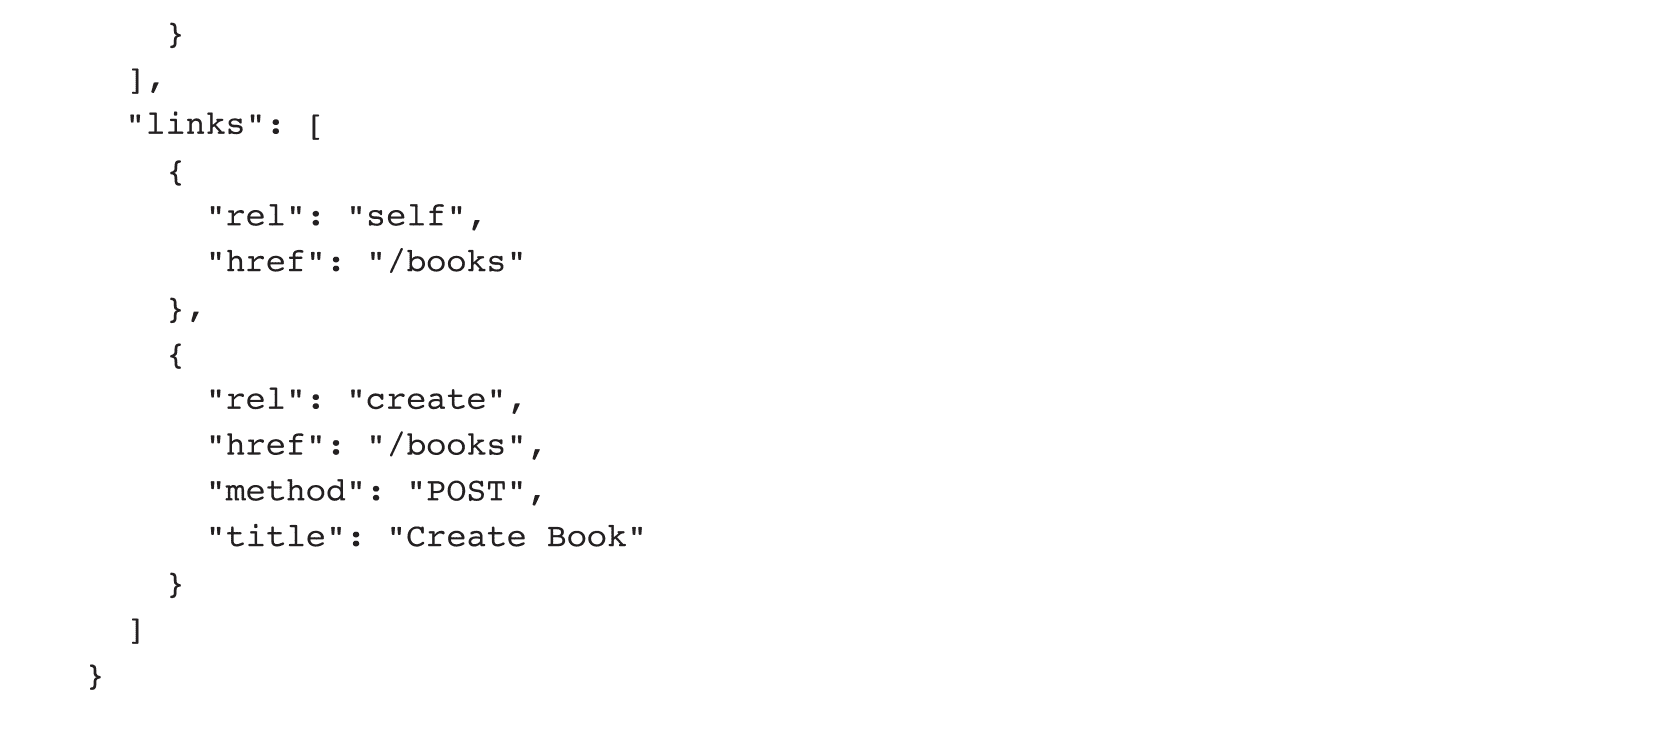 }
],
"links": [
{
"rel": "self",
"href": "/books"
},
{
"rel": "create",
"href": "/books",
"method": "POST",
"title": "Create Book"
}
]
}